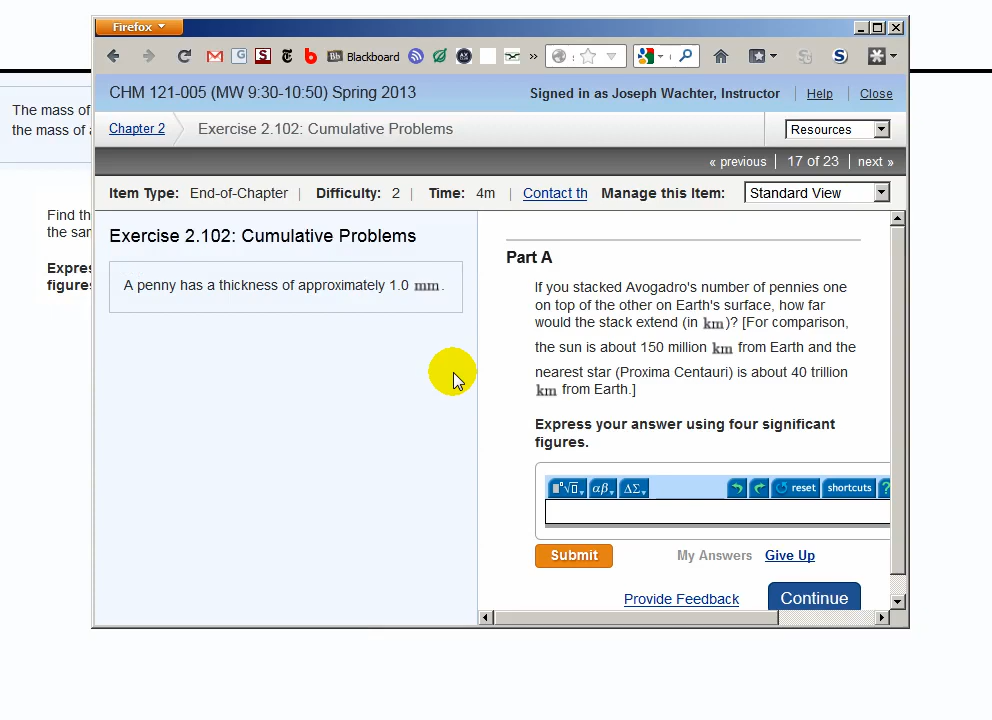 Firefox
Blackboard
»
CHM 121-005 (MW 9:30-10:50) Spring 2013
Signed in as Joseph Wachter, Instructor | Help | Close
Chapter 2
Exercise 2.102: Cumulative Problems
Resources
« previous | 17 of 23 | next »
Item Type: End-of-Chapter | Difficulty: 2 | Time: 4m | Contact th
Manage this Item: Standard View
The mass of
the mass of
Find th
the sar
Expres
figures
Exercise 2.102: Cumulative Problems
A penny has a thickness of approximately 1.0 mm.
Part A
If you stacked Avogadro's number of pennies one
on top of the other on Earth's surface, how far
would the stack extend (in km)? [For comparison,
the sun is about 150 million km from Earth and the
nearest star (Proxima Centauri) is about 40 trillion
km from Earth.]
Express your answer using four significant
figures.
αβ ΔΣ reset shortcuts ?
Submit
My Answers Give Up
Provide Feedback
Continue